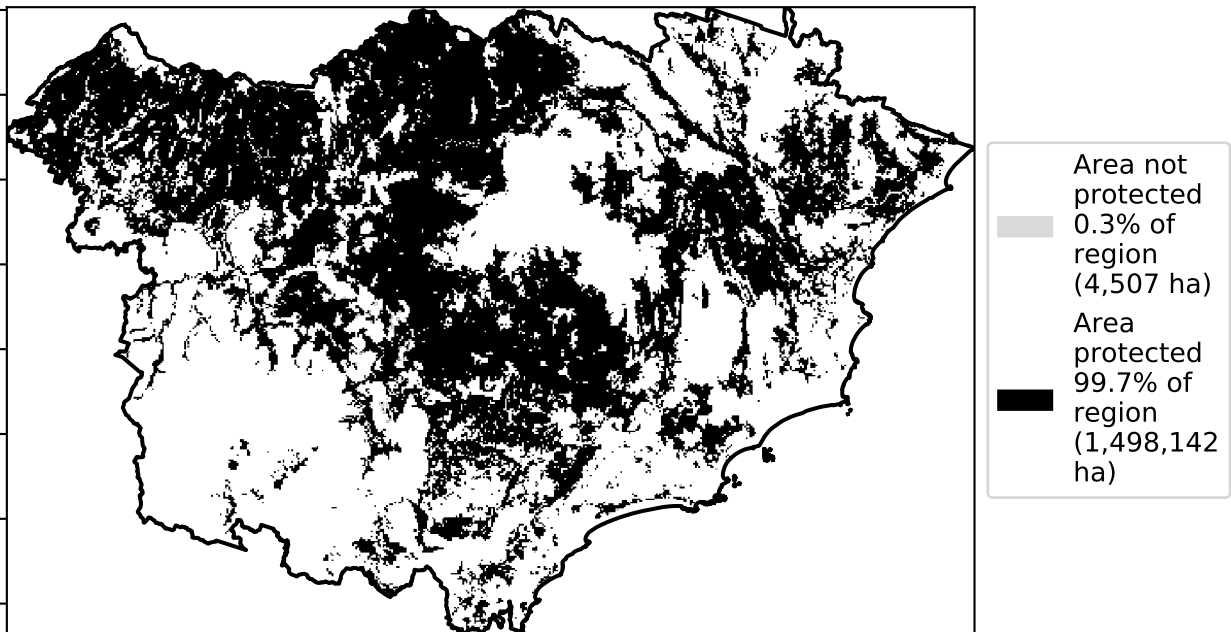 Area not
protected
0.3% of
region
(4,507 ha)
Area
protected
99.7% of
region
(1,498,142
ha)